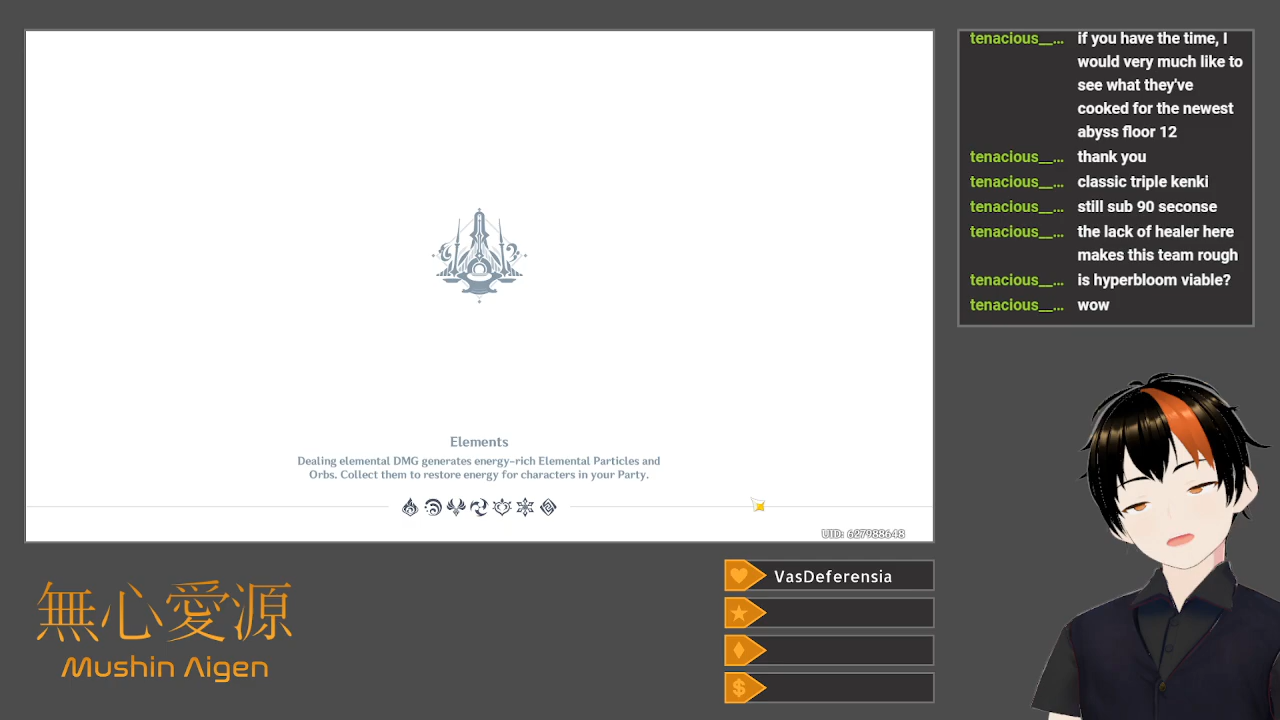 tenacious__... if you have the time, I
would very much like to
see what they've
cooked for the newest
abyss floor 12
tenacious__... thank you
tenacious__... classic triple kenki
tenacious__... still sub 90 seconse
tenacious__... the lack of healer here
makes this team rough
tenacious__... is hyperbloom viable?
tenacious__... wow
Elements
Dealing elemental DMG generates energy-rich Elemental Particles and
Orbs. Collect them to restore energy for characters in your Party.
UID: 627988648
VasDeferensia
$
無心愛源
Mushin Aigen